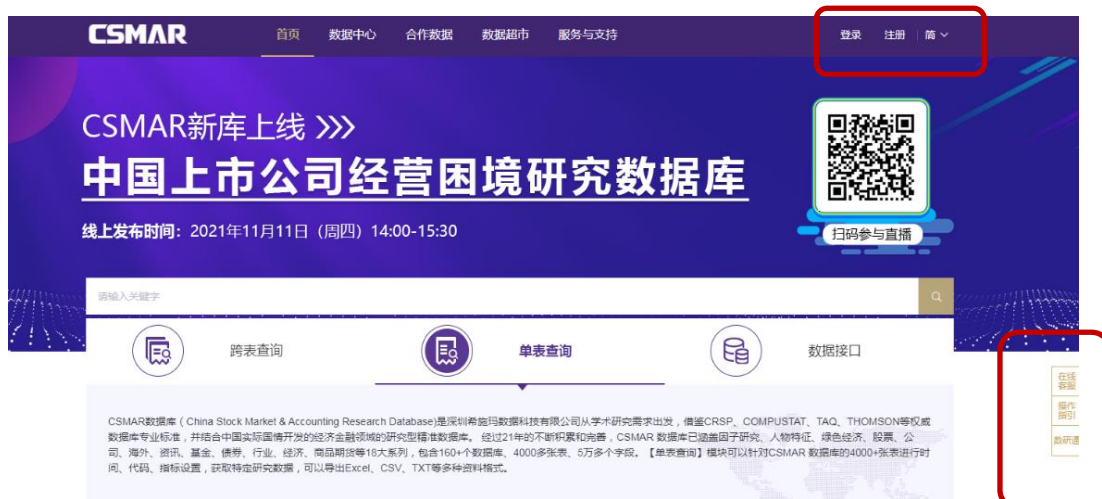 CSMAR 首页 数据中心 合作数据 数据超市 服务与支持 登录 注册 简
CSMAR新库上线
中国上市公司经营困境研究数据库
线上发布时间：2021年11月11日（周四）14:00-15:30
扫码参与直播
请输入关键字
跨表查询 单表查询 数据接口
在线
客服
操作
指引
数研通
CSMAR数据库（China Stock Market & Accounting Research Database)是深圳希施玛数据科技有限公司从学术研究需求出发，借鉴CRSP、COMPUSTAT、TAQ、THOMSON等权威
数据库专业标准，并结合中国实际国情开发的经济金融领域的研究型精准数据库。 经过21年的不断积累和完善，CSMAR 数据库已涵盖因子研究、人物特征、绿色经济、股票、公
司、海外、资讯、基金、债券、行业、经济、商品期货等18大系列，包含160+个数据库、4000多张表、5万多个字段。【单表查询】模块可以针对CSMAR 数据库的4000+张表进行时
间、代码、指标设置，获取特定研究数据，可以导出Excel、CSV、TXT等多种资料格式。